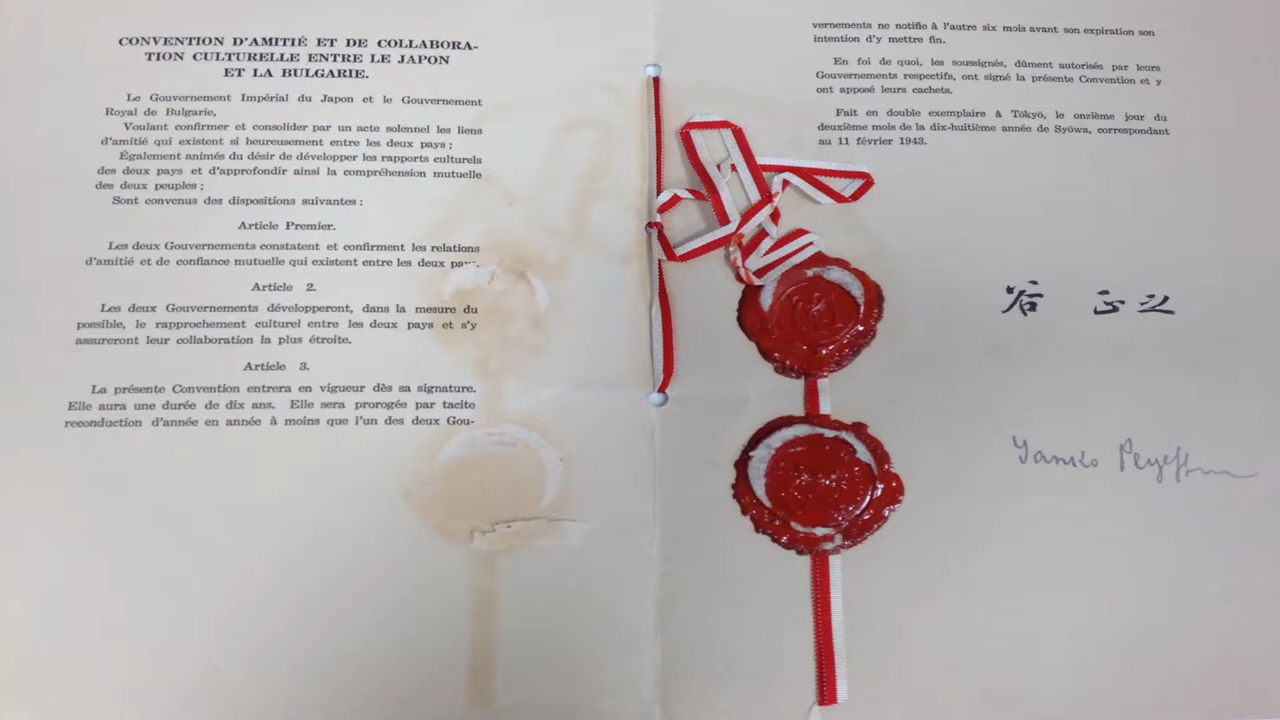 CONVENTION D'AMITIÉ ET DE COLLABORA-
TION CULTURELLE ENTRE LE JAPON
ET LA BULGARIE.
Le Gouvernement Impérial du Japon et le Gouvernement
Royal de Bulgarie,
Voulant confirmer et consolider par un acte solennel les liens
d'amitié qui existent si heureusement entre les deux pays ;
Également animés du désir de développer les rapports culturels
des deux pays et d'approfondir ainsi la compréhension mutuelle
des deux peuples ;
Sont convenus des dispositions suivantes :
Article Premier.
Les deux Gouvernements constatent et confirment les relations
d'amitié et de confiance mutuelle qui existent entre les deux pays.
Article 2.
Les deux Gouvernements développeront, dans la mesure du
possible, le rapprochement culturel entre les deux pays et s'y
assureront leur collaboration la plus étroite.
Article 3.
La présente Convention entrera en vigueur dès sa signature.
Elle aura une durée de dix ans. Elle sera prorogée par tacite
reconduction d'année en année à moins que l'un des deux Gou-
vernements ne notifie à l'autre six mois avant son expiration son
intention d'y mettre fin.
En foi de quoi, les soussignés, dûment autorisés par leurs
Gouvernements respectifs, ont signé la présente Convention et y
ont apposé leurs cachets.
Fait en double exemplaire à Tôkyô, le onzième jour du
deuxième mois de la dix-huitième année de Syôwa, correspondant
au 11 février 1943.
谷 正之
Yanko